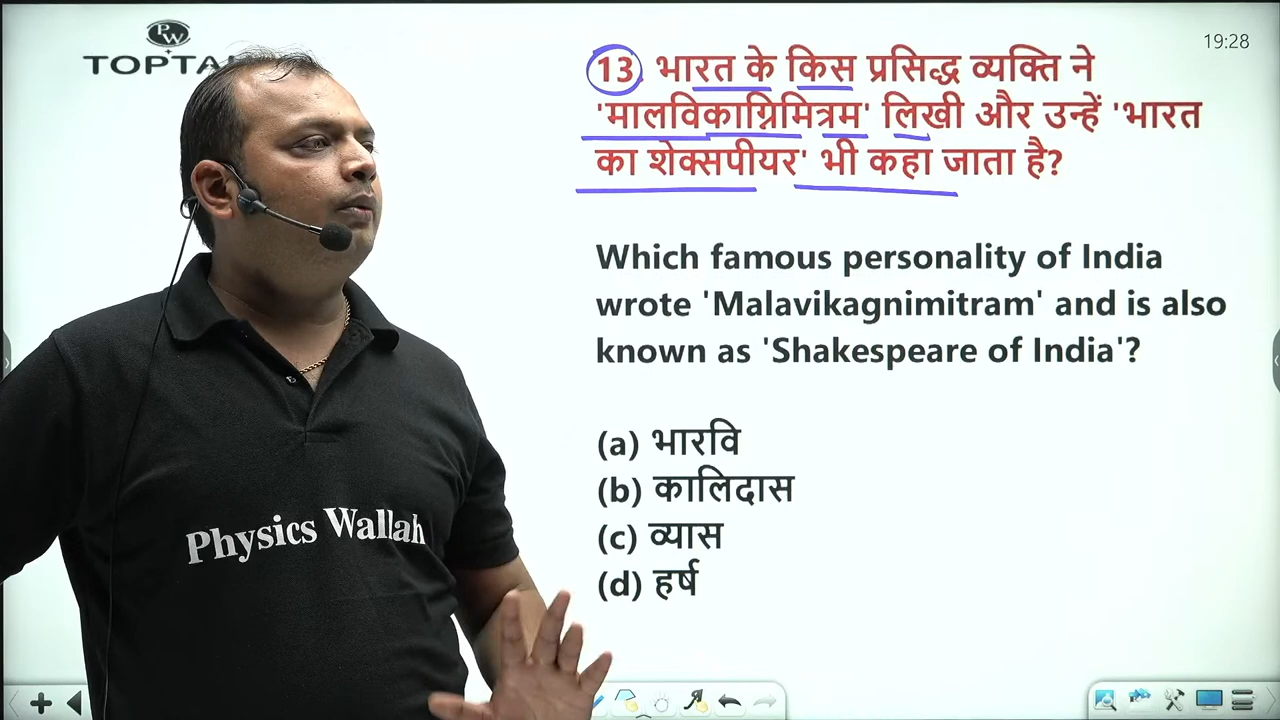 PW
TOPTA
19:28
13. भारत के किस प्रसिद्ध व्यक्ति ने
'मालविकाग्निमित्रम' लिखी और उन्हें 'भारत
का शेक्सपीयर' भी कहा जाता है?
Which famous personality of India
wrote 'Malavikagnimitram' and is also
known as 'Shakespeare of India'?
(a) भारवि
(b) कालिदास
(c) व्यास
(d) हर्ष
Physics Wallah